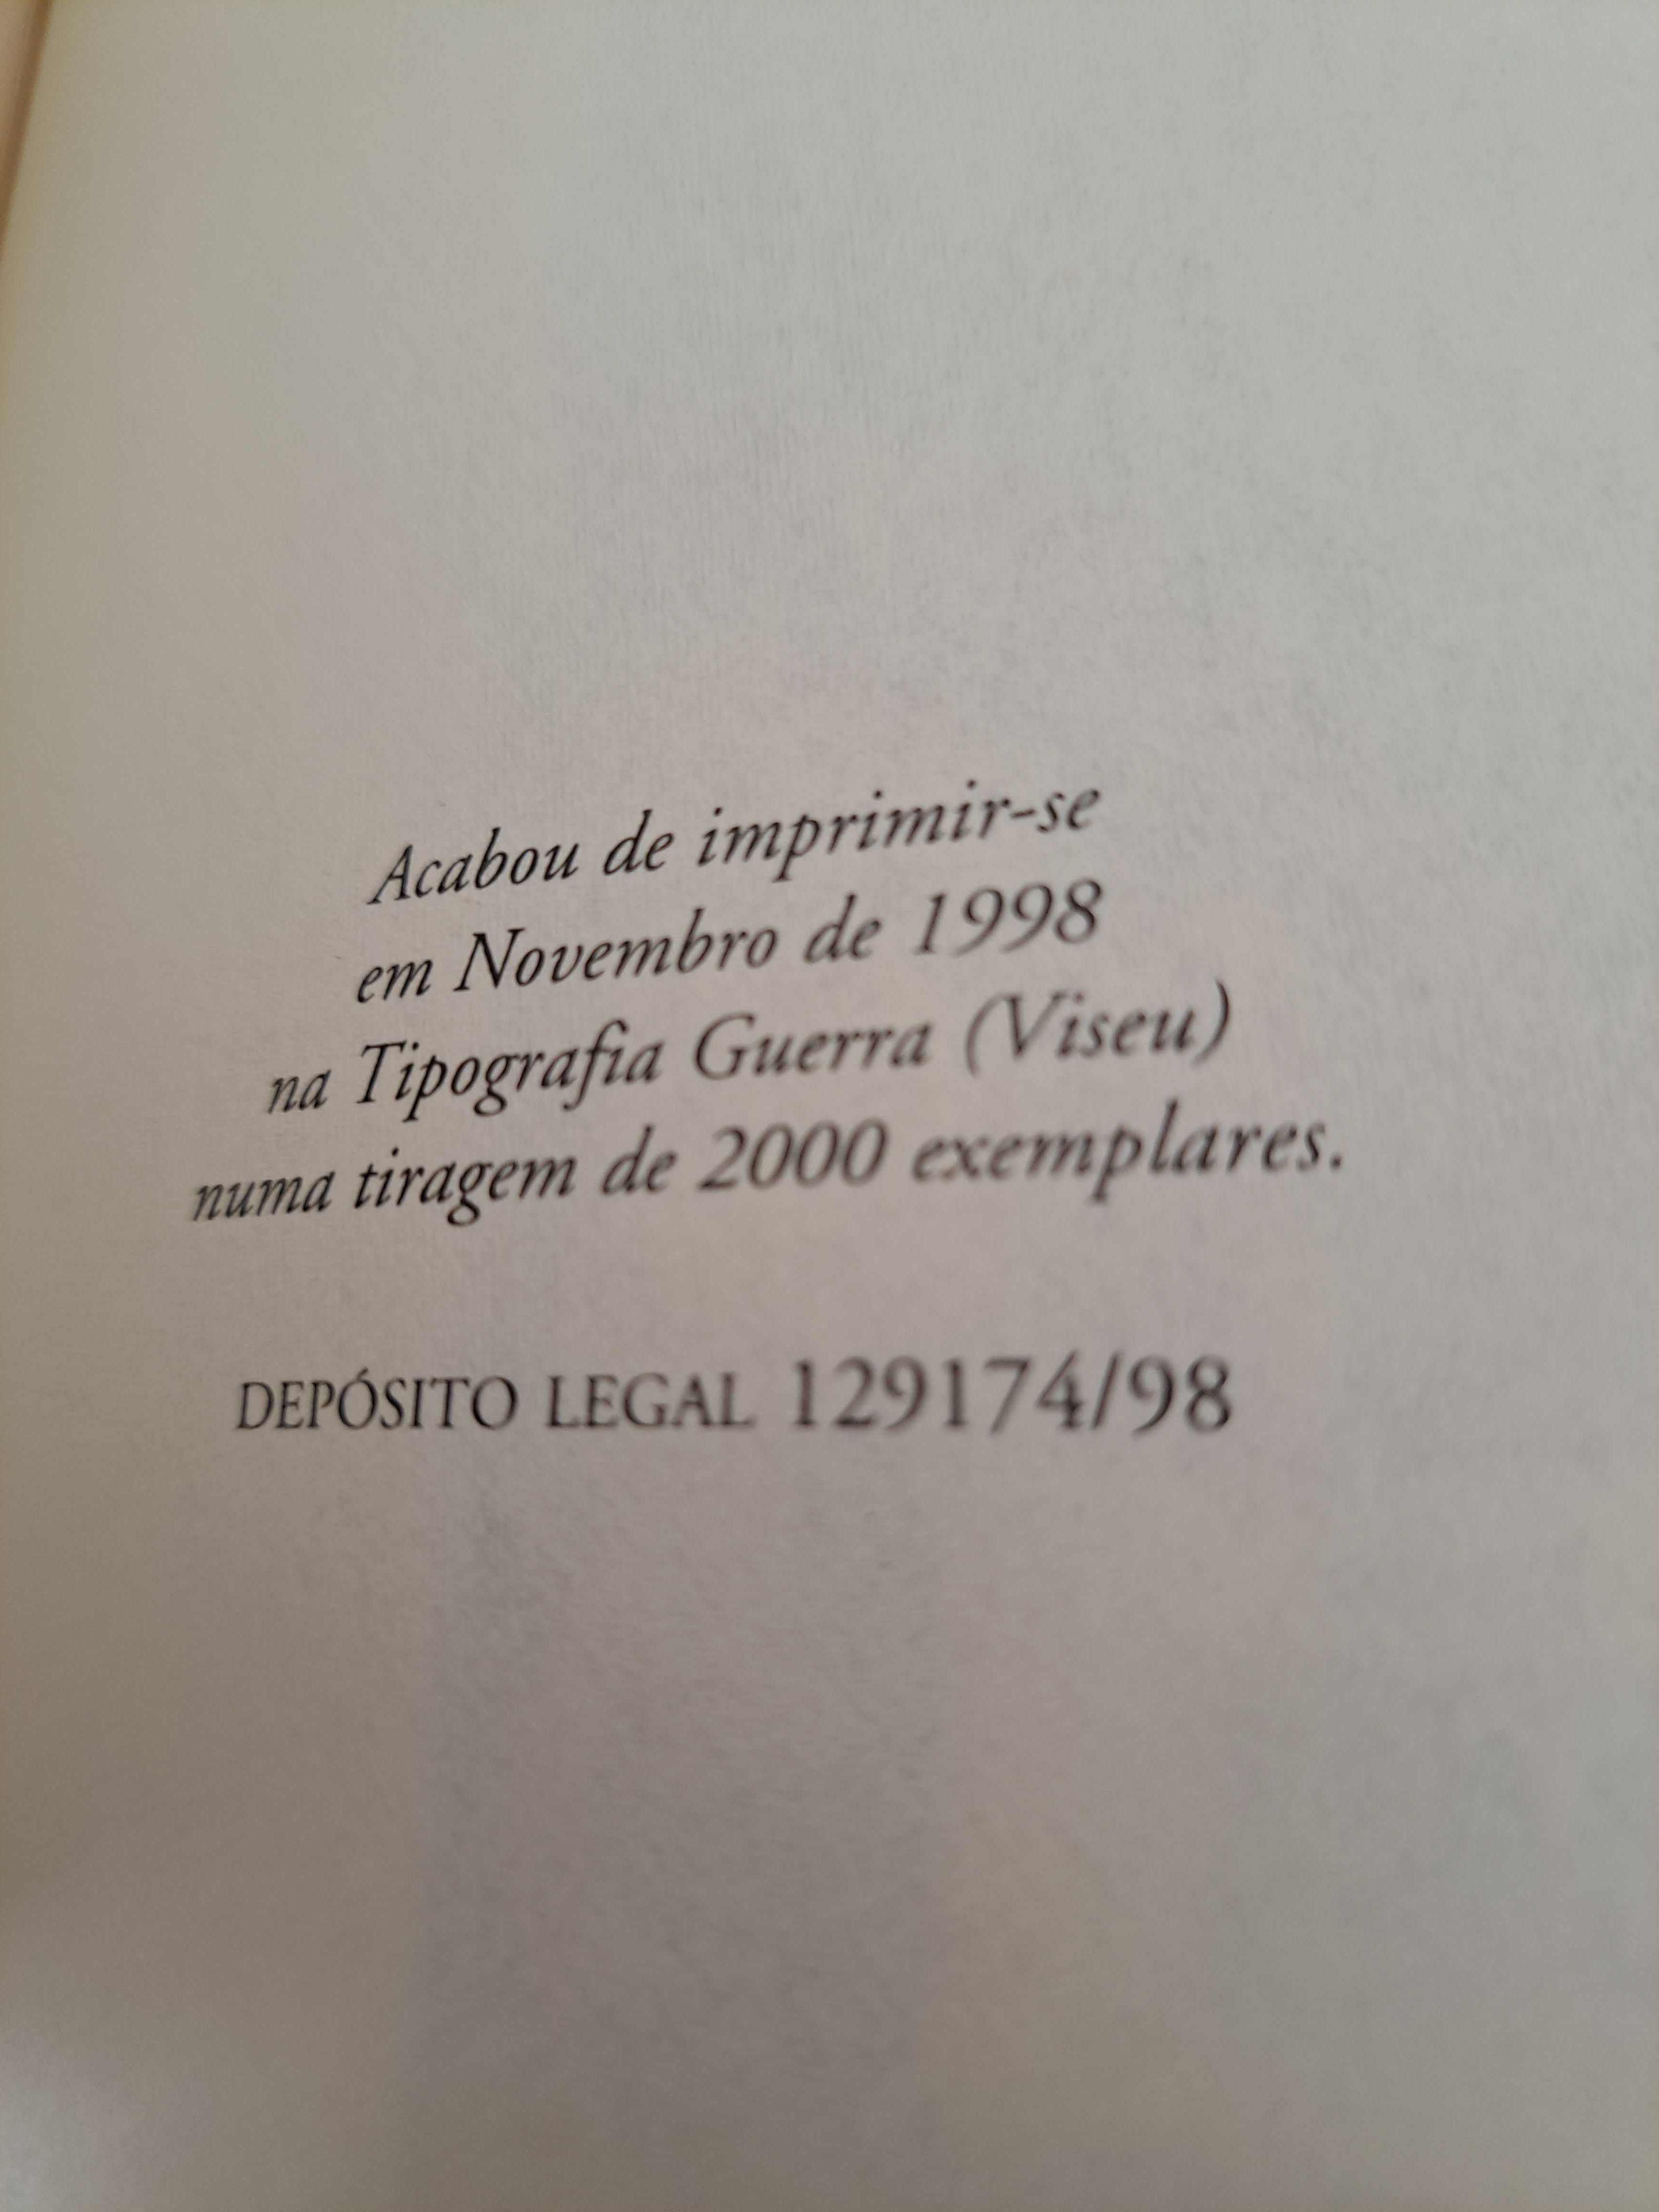 Acabou de imprimir-se
em Novembro de 1998
na Tipografia Guerra (Viseu)
numa tiragem de 2000 exemplares.
DEPÓSITO LEGAL 129174/98